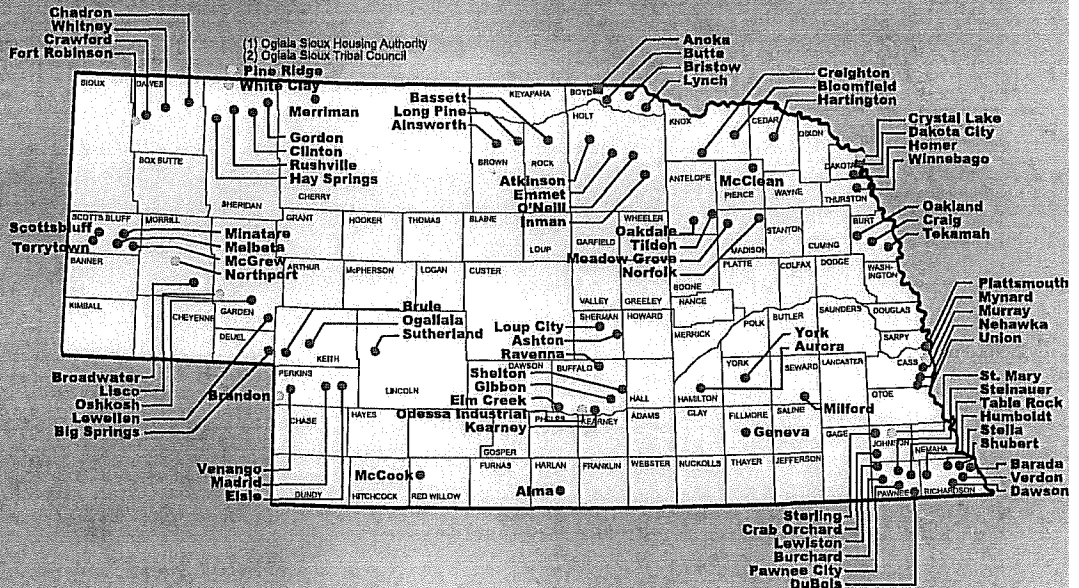 Chadron
Whitney
Crawford
Fort Robinson
(1) Oglala Sioux Housing Authority
(2) Oglala Sioux Tribal Council
Pine Ridge
White Clay
Merriman
Gordon
Clinton
Rushville
Hay Springs
Bassett
Long Pine
Ainsworth
Anoka
Butte
Bristow
Lynch
Creighton
Bloomfield
Hartington
Crystal Lake
Dakota City
Homer
Winnebago
Atkinson
Emmet
O'Neill
Inman
McClean
Oakdale
Tilden
Meadow Grove
Norfolk
Oakland
Craig
Tekamah
Scottsbluff
Terrytown
Minatare
Melbeta
McGrew
Northport
Broadwater
Lisco
Oshkosh
Lewellen
Big Springs
Brule
Ogallala
Sutherland
Brandon
Venango
Madrid
Elsie
McCook
Alma
Loup City
Ashton
Ravenna
Shelton
Gibbon
Elm Creek
Odessa Industrial
Kearney
York
Aurora
Milford
Geneva
Plattsmouth
Mynard
Murray
Nehawka
Union
St. Mary
Steinauer
Table Rock
Humboldt
Stella
Shubert
Barada
Verdon
Dawson
Sterling
Crab Orchard
Lewiston
Burchard
Pawnee City
DuBois
SIOUX
DAWES
BOX BUTTE
SHERIDAN
CHERRY
KEYAPAHA
BOYD
BROWN
ROCK
HOLT
KNOX
CEDAR
DIXON
DAKOTA
ANTELOPE
PIERCE
WAYNE
THURSTON
SCOTTS BLUFF
MORRILL
GRANT
HOOKER
THOMAS
BLAINE
LOUP
GARFIELD
WHEELER
MADISON
STANTON
CUMING
BURT
BANNER
GARDEN
ARTHUR
McPHERSON
LOGAN
CUSTER
VALLEY
GREELEY
BOONE
NANCE
PLATTE
COLFAX
DODGE
WASH-
INGTON
KIMBALL
CHEYENNE
DEUEL
KEITH
LINCOLN
SHERMAN
HOWARD
MERRICK
POLK
BUTLER
SAUNDERS
DOUGLAS
SARPY
PERKINS
DAWSON
BUFFALO
HALL
HAMILTON
YORK
SEWARD
LANCASTER
CASS
OTOE
CHASE
HAYES
GOSPER
PHELPS
KEARNEY
ADAMS
CLAY
FILLMORE
SALINE
GAGE
JOHNSON
NEMAHA
DUNDY
HITCHCOCK
RED WILLOW
FURNAS
HARLAN
FRANKLIN
WEBSTER
NUCKOLLS
THAYER
JEFFERSON
PAWNEE
RICHARDSON